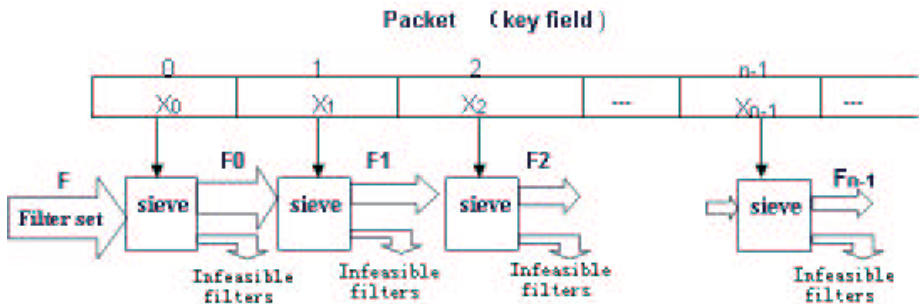 Packet (key field)
0 1 2 n-1
X0 X1 X2 --- Xn-1 ---
F F0 F1 F2 Fn-1
Filter set sieve sieve sieve sieve
Infeasible filters
Infeasible filters
Infeasible filters
Infeasible filters